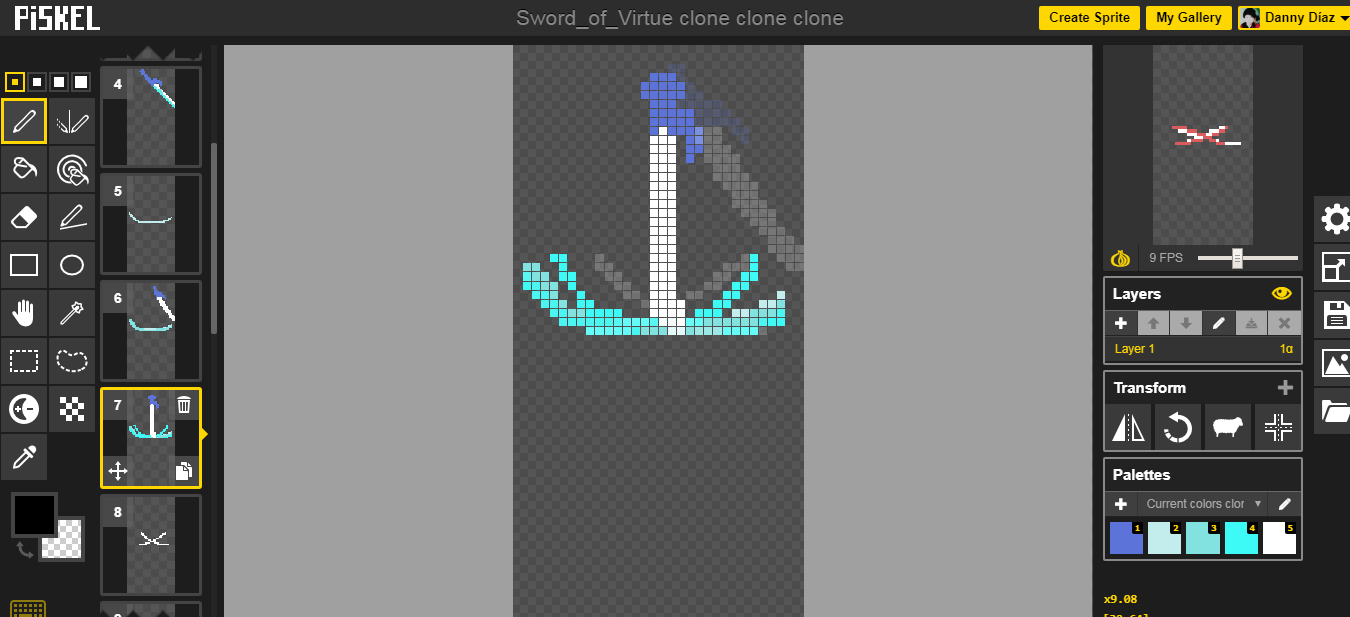 PiSKEL
Sword_of_Virtue clone clone clone
Create Sprite
My Gallery
Danny Díaz
4
5
6
7
8
9 FPS
Layers
Layer 1
1α
Transform
Palettes
Current colors clor
1
2
3
4
5
x9.08